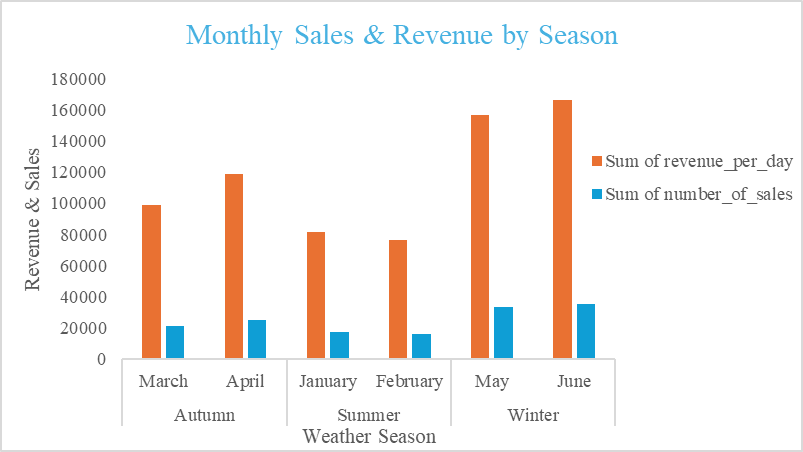 Monthly Sales & Revenue by Season
Revenue & Sales
180000
160000
140000
120000
100000
80000
60000
40000
20000
0
Sum of revenue_per_day
Sum of number_of_sales
March April January February May June
Autumn Summer Winter
Weather Season